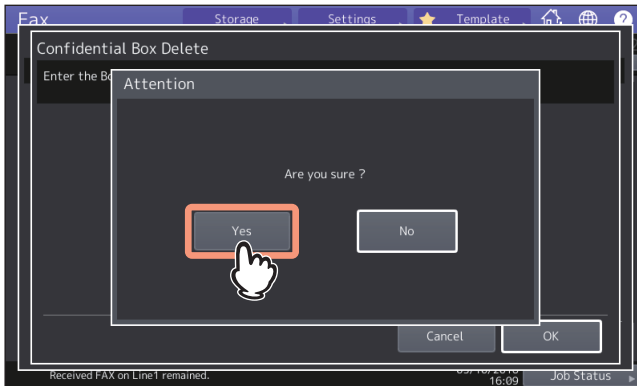 Fax
Storage
Settings
Template
?
Confidential Box Delete
Enter the Bo
Attention
Are you sure ?
Yes
No
Cancel
OK
Received FAX on Line1 remained.
16:09
Job Status